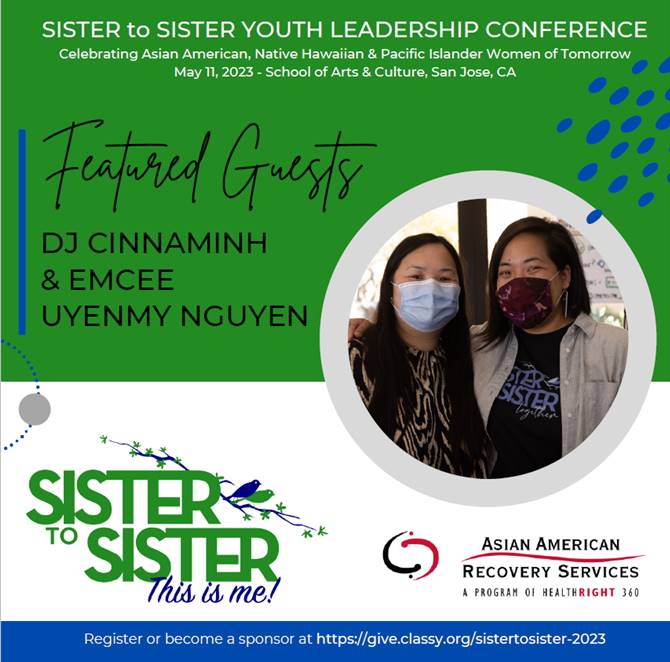 SISTER to SISTER YOUTH LEADERSHIP CONFERENCE
Celebrating Asian American, Native Hawaiian & Pacific Islander Women of Tomorrow
May 11, 2023 - School of Arts & Culture, San Jose, CA
Featured Guests
DJ CINNAMINH
& EMCEE
UYENMY NGUYEN
SISTER
SISTER
together
SISTER
TO
SISTER
This is me!
ASIAN AMERICAN
RECOVERY SERVICES
A PROGRAM OF HEALTHRIGHT 360
Register or become a sponsor at https://give.classy.org/sistertosister-2023